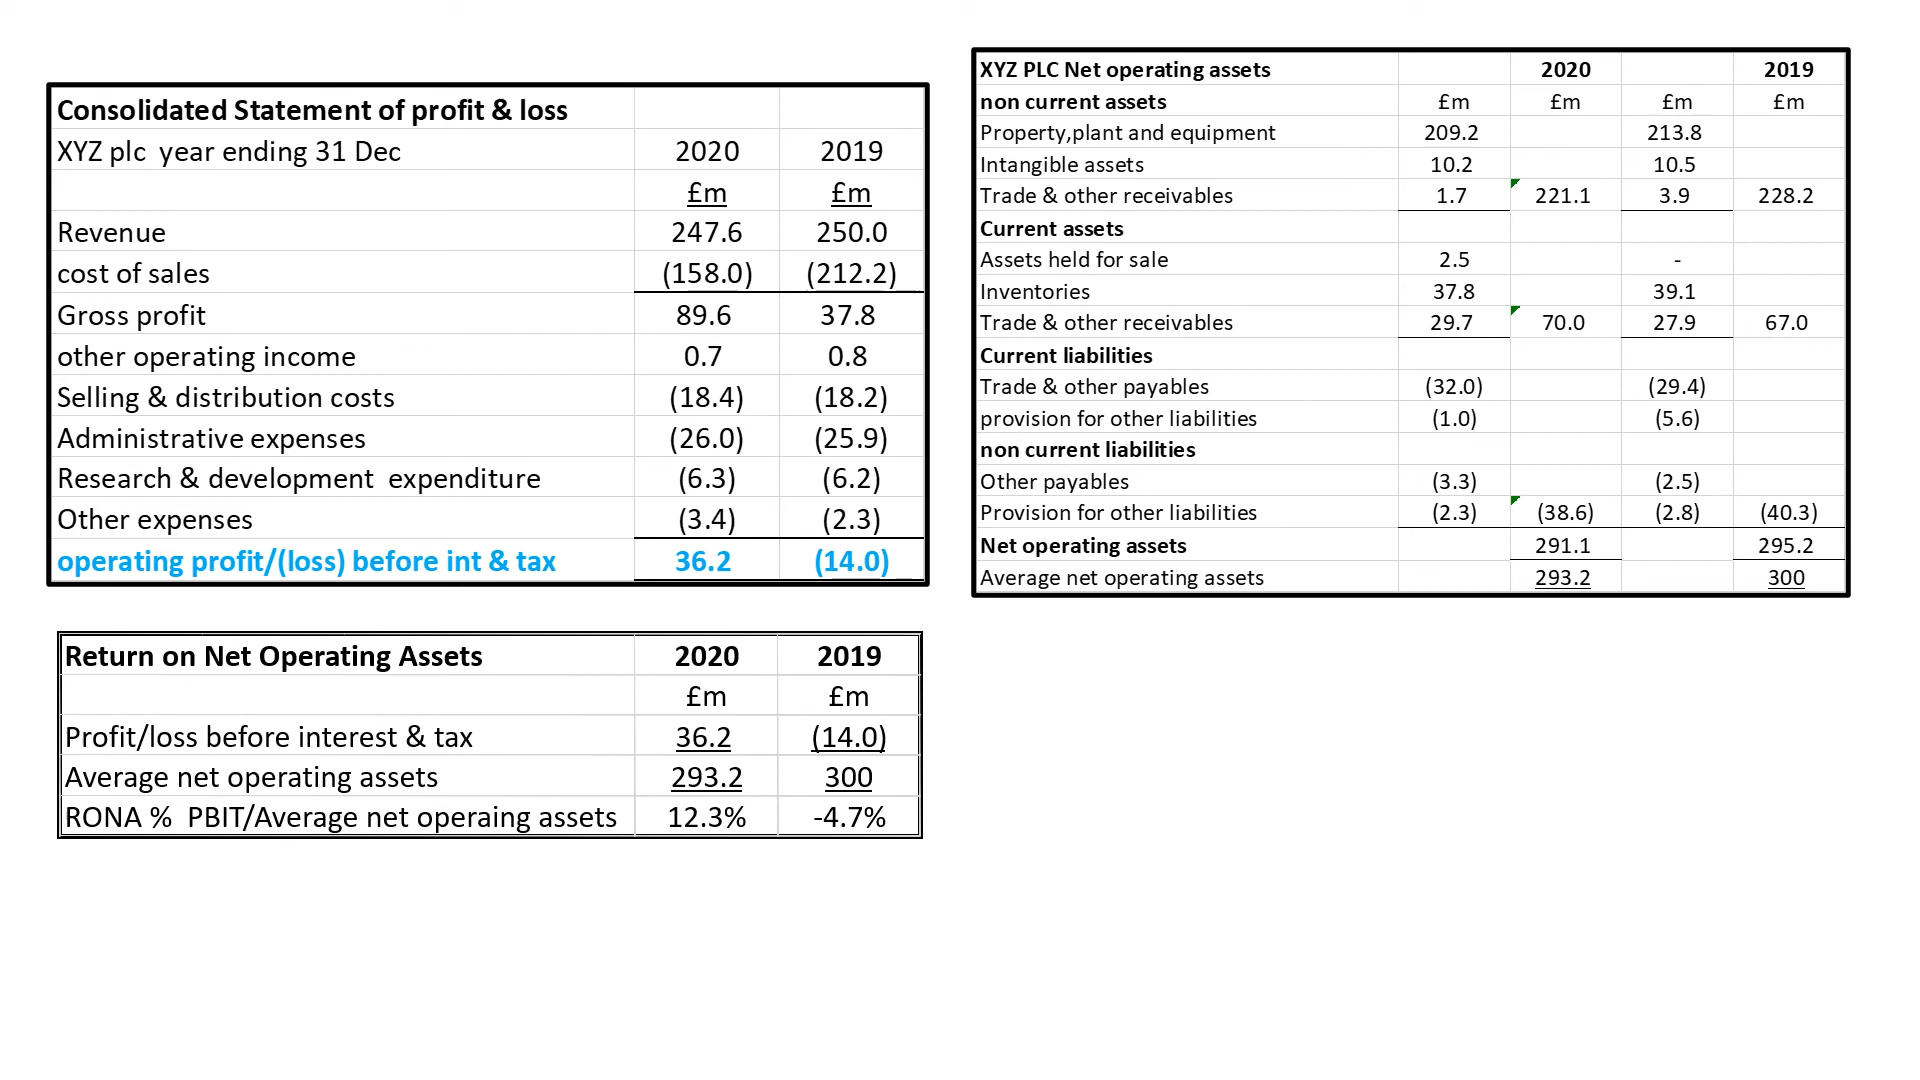 Consolidated Statement of profit & loss
XYZ plc year ending 31 Dec 2020 2019
£m £m
Revenue 247.6 250.0
cost of sales (158.0) (212.2)
Gross profit 89.6 37.8
other operating income 0.7 0.8
Selling & distribution costs (18.4) (18.2)
Administrative expenses (26.0) (25.9)
Research & development expenditure (6.3) (6.2)
Other expenses (3.4) (2.3)
operating profit/(loss) before int & tax 36.2 (14.0)
XYZ PLC Net operating assets 2020 2019
non current assets £m £m £m £m
Property,plant and equipment 209.2 213.8
Intangible assets 10.2 10.5
Trade & other receivables 1.7 221.1 3.9 228.2
Current assets
Assets held for sale 2.5 -
Inventories 37.8 39.1
Trade & other receivables 29.7 70.0 27.9 67.0
Current liabilities
Trade & other payables (32.0) (29.4)
provision for other liabilities (1.0) (5.6)
non current liabilities
Other payables (3.3) (2.5)
Provision for other liabilities (2.3) (38.6) (2.8) (40.3)
Net operating assets 291.1 295.2
Average net operating assets 293.2 300
Return on Net Operating Assets 2020 2019
£m £m
Profit/loss before interest & tax 36.2 (14.0)
Average net operating assets 293.2 300
RONA % PBIT/Average net operaing assets 12.3% -4.7%